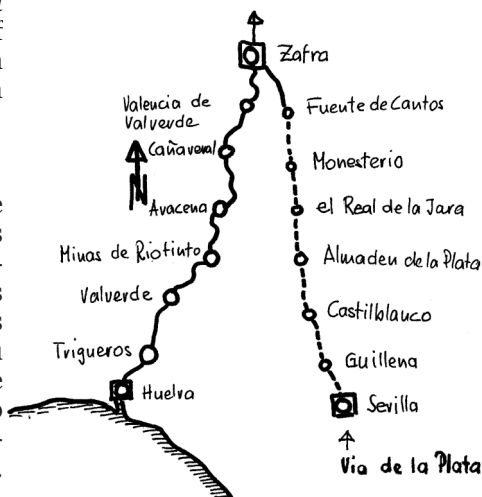 Zafra
Valencia de
Valverde
Fuente de Cantos
Cañaveral
Monesterio
N
Avacena
el Real de la Jara
Minas de Riotinto
Almaden de la Plata
Valverde
Castilblauco
Trigueros
Guillena
Huelva
Sevilla
Via de la Plata